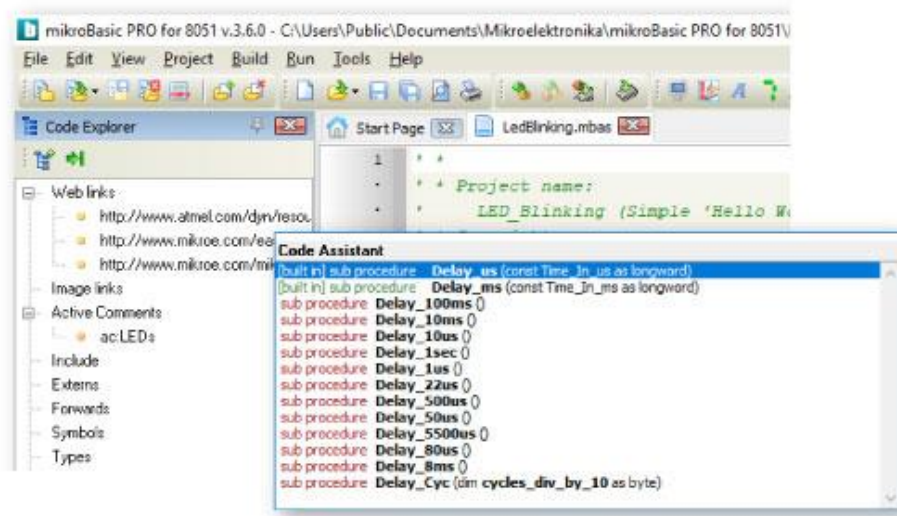 mikroBasic PRO for 8051 v.3.6.0 - C:\Users\Public\Documents\Mikroelektronika\mikroBasic PRO for 8051\
File Edit View Project Build Run Tools Help
Code Explorer
Start Page LedBlinking.mbas
1 ' *
' * Project name:
' LED_Blinking (Simple 'Hello
Web links
http://www.atmel.com/dyn/resou
http://www.mikroe.com/ea
http://www.mikroe.com/mik
Image links
Active Comments
ac:LEDs
Include
Externs
Forwards
Symbols
Types
Code Assistant
[built in] sub procedure Delay_us (const Time_In_us as longword)
[built in] sub procedure Delay_ms (const Time_In_ms as longword)
sub procedure Delay_100ms ()
sub procedure Delay_10ms ()
sub procedure Delay_10us ()
sub procedure Delay_1sec ()
sub procedure Delay_1us ()
sub procedure Delay_22us ()
sub procedure Delay_500us ()
sub procedure Delay_50us ()
sub procedure Delay_5500us ()
sub procedure Delay_80us ()
sub procedure Delay_8ms ()
sub procedure Delay_Cyc (dim cycles_div_by_10 as byte)